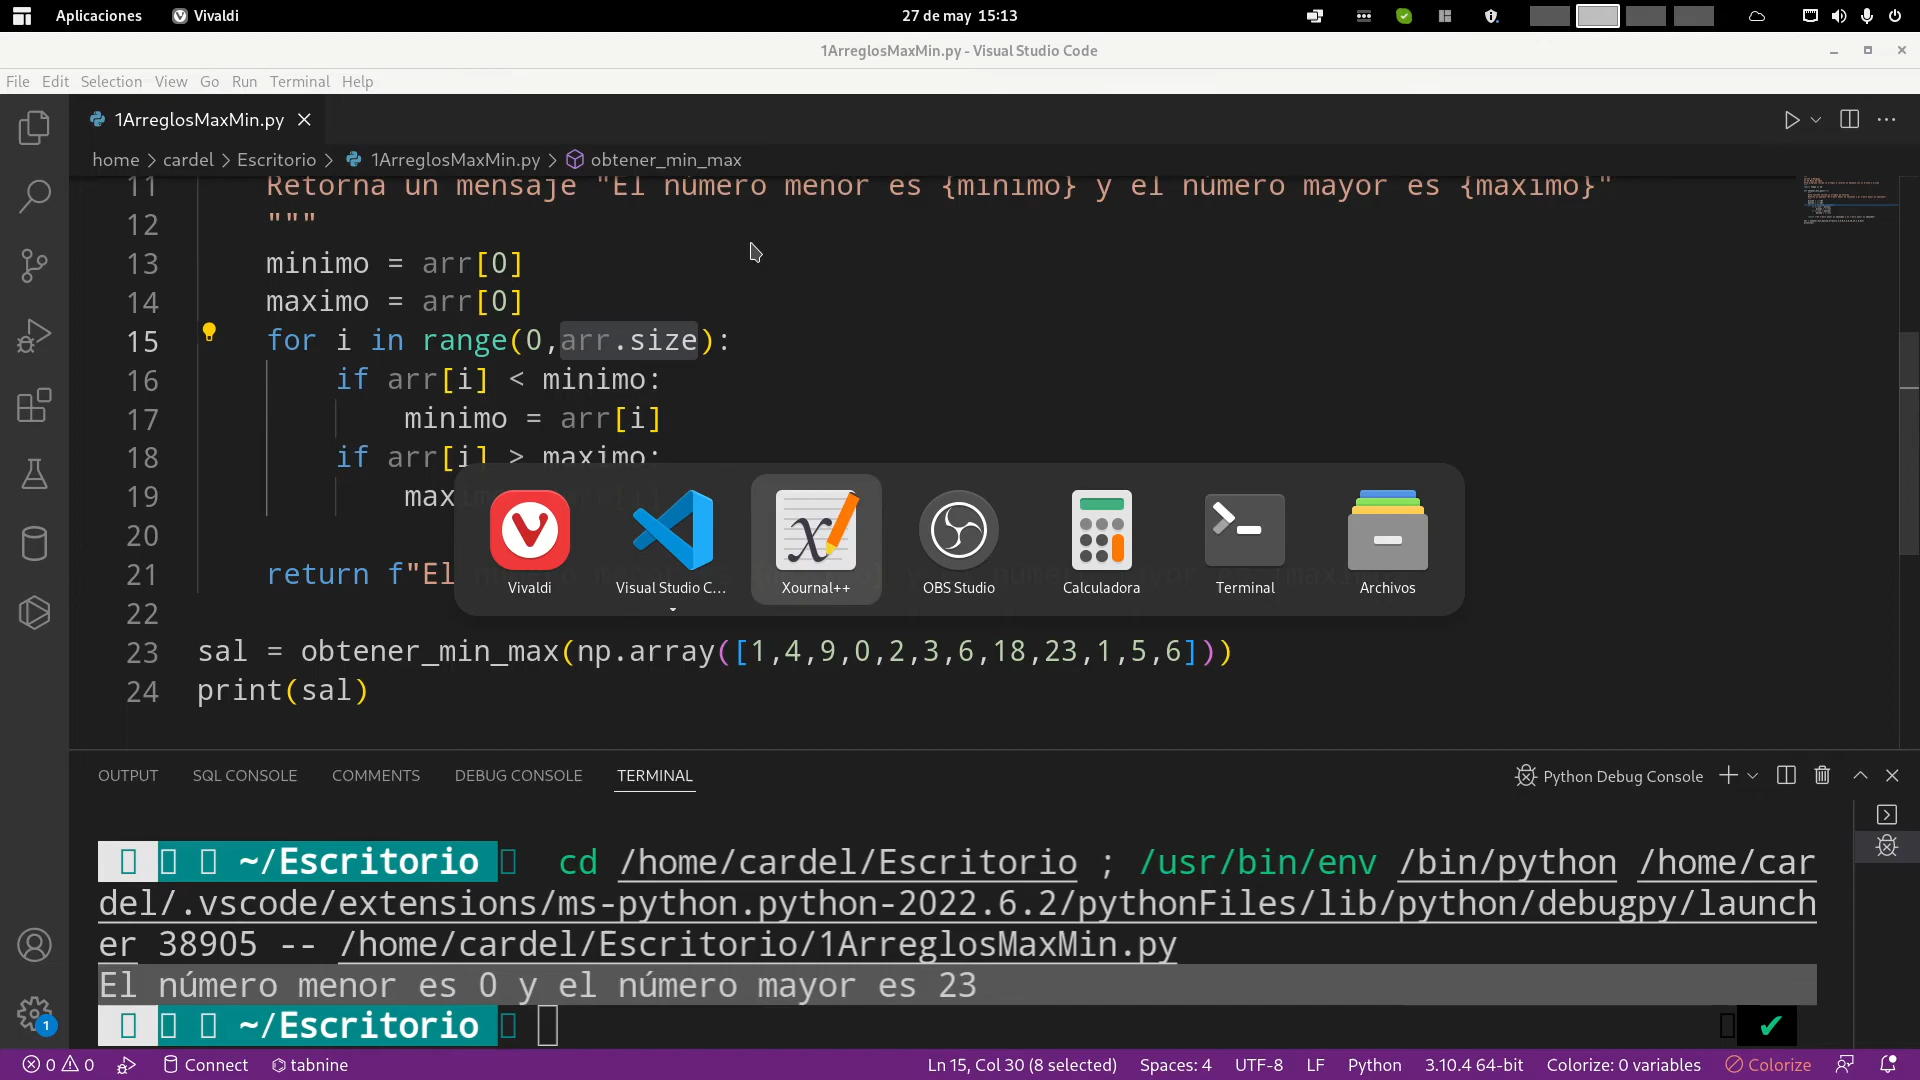 Aplicaciones Vivaldi 27 de may 15:13
1ArreglosMaxMin.py - Visual Studio Code
File Edit Selection View Go Run Terminal Help
1ArreglosMaxMin.py
home > cardel > Escritorio > 1ArreglosMaxMin.py > obtener_min_max
11 Retorna un mensaje "El número menor es {minimo} y el número mayor es {maximo}"
12 """
13 minimo = arr[0]
14 maximo = arr[0]
15 for i in range(0,arr.size):
16 if arr[i] < minimo:
17 minimo = arr[i]
18 if arr[i] > maximo:
19 max
20
21 return f"El
Vivaldi Visual Studio C... Xournal++ OBS Studio Calculadora Terminal Archivos
22
23 sal = obtener_min_max(np.array([1,4,9,0,2,3,6,18,23,1,5,6]))
24 print(sal)
OUTPUT SQL CONSOLE COMMENTS DEBUG CONSOLE TERMINAL Python Debug Console
~/Escritorio cd /home/cardel/Escritorio ; /usr/bin/env /bin/python /home/car
del/.vscode/extensions/ms-python.python-2022.6.2/pythonFiles/lib/python/debugpy/launch
er 38905 -- /home/cardel/Escritorio/1ArreglosMaxMin.py
El número menor es 0 y el número mayor es 23
~/Escritorio
1
0 0 Connect tabnine Ln 15, Col 30 (8 selected) Spaces: 4 UTF-8 LF Python 3.10.4 64-bit Colorize: 0 variables Colorize